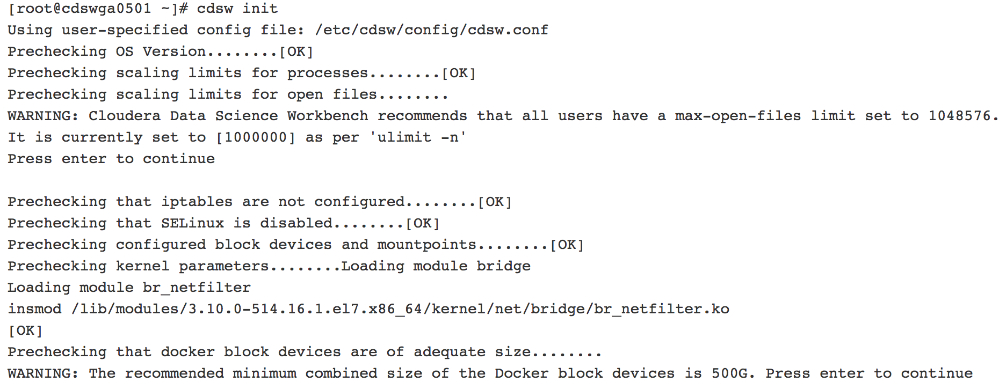 [root@cdswga0501 ~]# cdsw init
Using user-specified config file: /etc/cdsw/config/cdsw.conf
Prechecking OS Version........[OK]
Prechecking scaling limits for processes........[OK]
Prechecking scaling limits for open files........
WARNING: Cloudera Data Science Workbench recommends that all users have a max-open-files limit set to 1048576.
It is currently set to [1000000] as per 'ulimit -n'
Press enter to continue
Prechecking that iptables are not configured........[OK]
Prechecking that SELinux is disabled........[OK]
Prechecking configured block devices and mountpoints........[OK]
Prechecking kernel parameters........Loading module bridge
Loading module br_netfilter
insmod /lib/modules/3.10.0-514.16.1.el7.x86_64/kernel/net/bridge/br_netfilter.ko
[OK]
Prechecking that docker block devices are of adequate size........
WARNING: The recommended minimum combined size of the Docker block devices is 500G. Press enter to continue